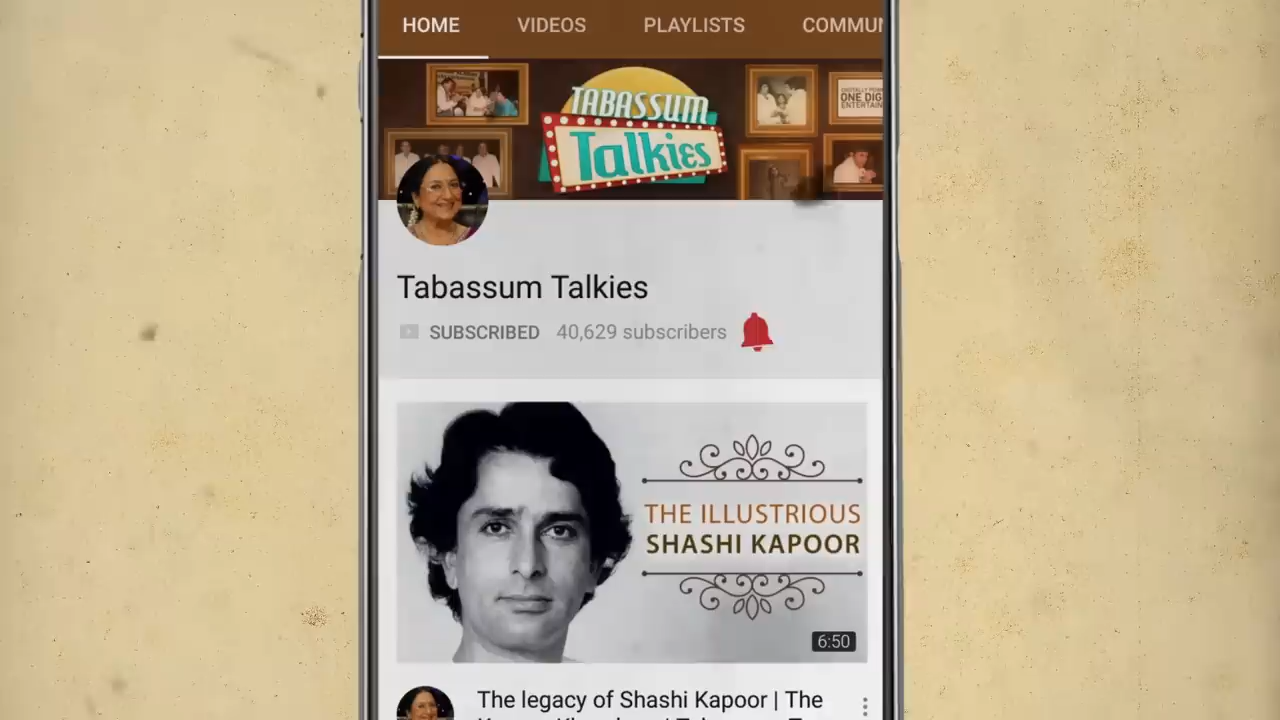 HOME VIDEOS PLAYLISTS COMMUN
TABASSUM
Talkies
ONE DIG
ENTERTAIN
Tabassum Talkies
SUBSCRIBED 40,629 subscribers
THE ILLUSTRIOUS
SHASHI KAPOOR
6:50
The legacy of Shashi Kapoor | The